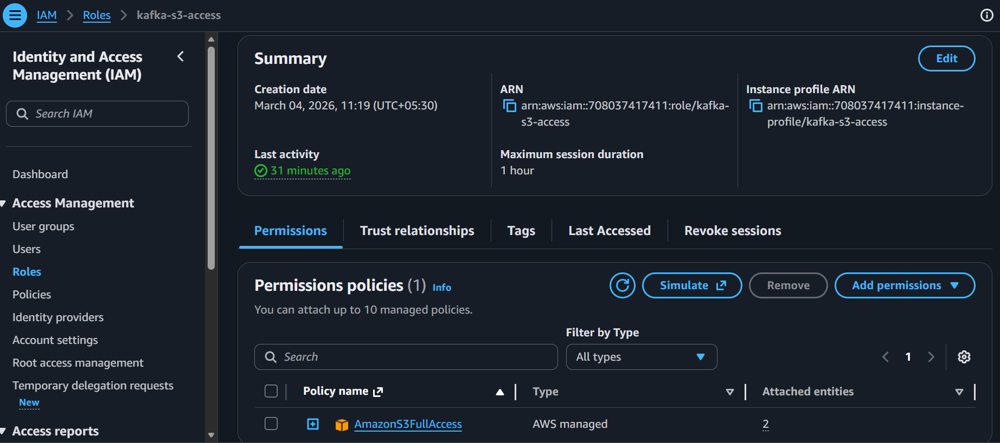 IAM > Roles > kafka-s3-access
Identity and Access
Management (IAM)
Search IAM
Dashboard
Access Management
User groups
Users
Roles
Policies
Identity providers
Account settings
Root access management
Temporary delegation requests
New
Access reports
Summary
Edit
Creation date
March 04, 2026, 11:19 (UTC+05:30)
ARN
arn:aws:iam::708037417411:role/kafka-
s3-access
Instance profile ARN
arn:aws:iam::708037417411:instance-
profile/kafka-s3-access
Last activity
31 minutes ago
Maximum session duration
1 hour
Permissions Trust relationships Tags Last Accessed Revoke sessions
Permissions policies (1) Info
Simulate Remove Add permissions
You can attach up to 10 managed policies.
Filter by Type
Search All types 1
Policy name Type Attached entities
AmazonS3FullAccess AWS managed 2